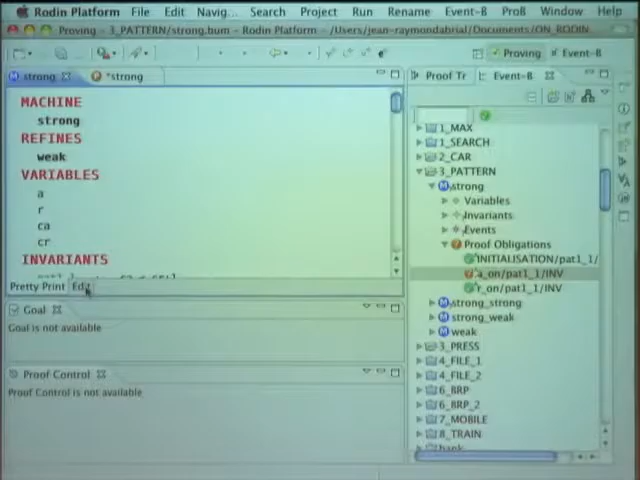 Rodin Platform File Edit Navig... Search Project Run Rename Event-B ProB Window Help
Proving - 3_PATTERN/strong.bum - Rodin Platform - /Users/jean-raymondabrial/Documents/ON_RODIN
Proving Event-B
strong *strong
Proof Tr Event-B
MACHINE
strong
REFINES
weak
VARIABLES
a
r
ca
cr
INVARIANTS
Pretty Print Edit
Goal
Goal is not available
Proof Control
Proof Control is not available
1_MAX
1_SEARCH
2_CAR
3_PATTERN
strong
Variables
Invariants
Events
Proof Obligations
INITIALISATION/pat1_1/
a_on/pat1_1/INV
r_on/pat1_1/INV
strong_strong
strong_weak
weak
3_PRESS
4_FILE_1
4_FILE_2
6_BRP
6_BRP_2
7_MOBILE
8_TRAIN
bank